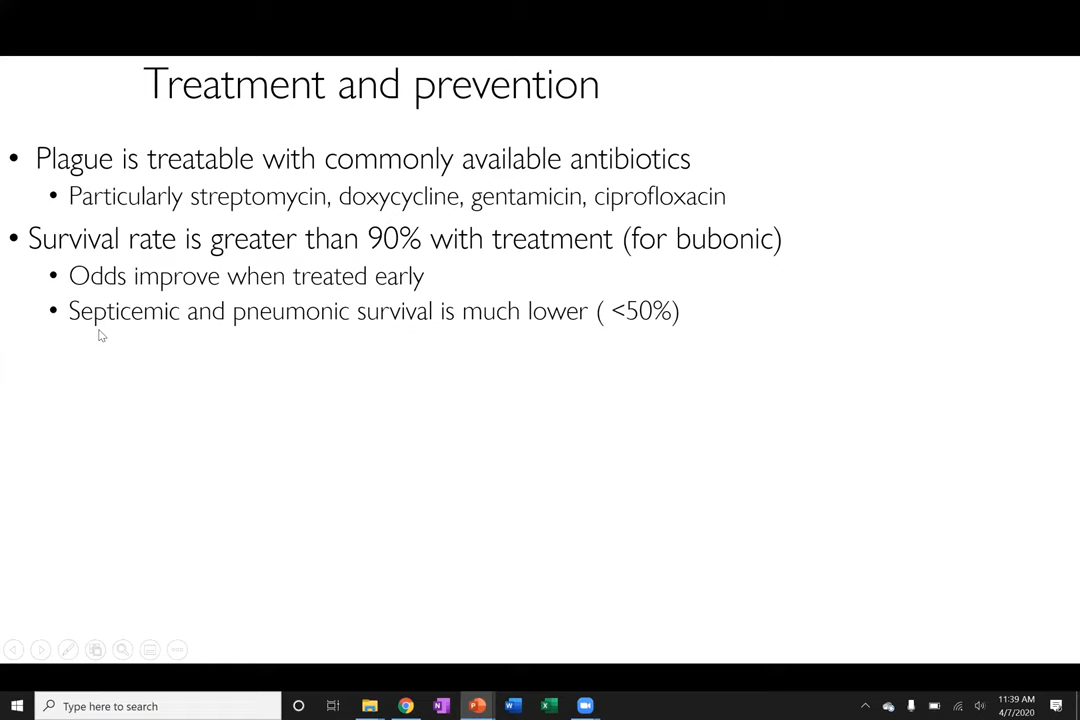 Treatment and prevention
• Plague is treatable with commonly available antibiotics
• Particularly streptomycin, doxycycline, gentamicin, ciprofloxacin
• Survival rate is greater than 90% with treatment (for bubonic)
• Odds improve when treated early
• Septicemic and pneumonic survival is much lower ( <50%)
Type here to search
11:39 AM
4/7/2020